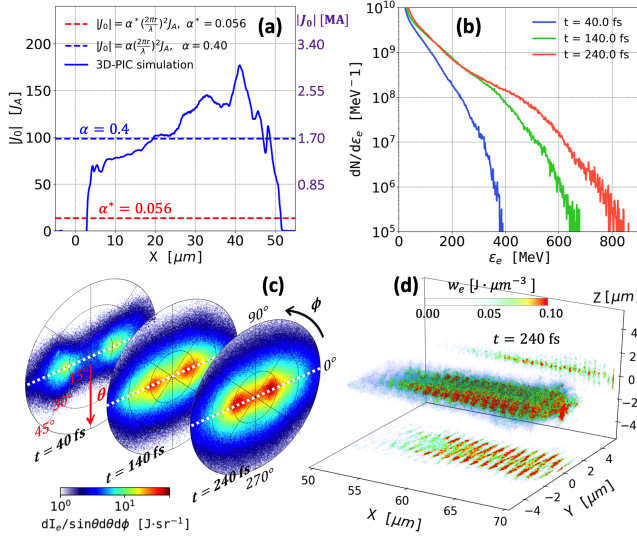 |J₀| = α*(2πr/λ)²J_A, α* = 0.056
|J₀| = α(2πr/λ)²J_A, α = 0.40
3D-PIC simulation
(a)
|J₀| [MA]
|J₀| [J_A]
200
150
100
50
0
3.40
2.55
1.70
0.85
α = 0.4
α* = 0.056
0 10 20 30 40 50
X [μm]
(b)
t = 40.0 fs
t = 140.0 fs
t = 240.0 fs
dN/dε_e [MeV^-1]
10¹⁰
10⁹
10⁸
10⁷
10⁶
10⁵
0 200 400 600 800
ε_e [MeV]
(c)
ϕ
90°
0°
270°
15°
30°
45°
θ
t = 40 fs
t = 140 fs
t = 240 fs
10⁰ 10¹
dI_e/sinθdθdϕ [J·sr⁻¹]
(d)
w_e [J · μm⁻³]
0.00 0.05 0.10
t = 240 fs
Z [μm]
4
2
0
−2
−4
50 55 60 65 70
X [μm]
−4 −2 0 2 4
Y [μm]